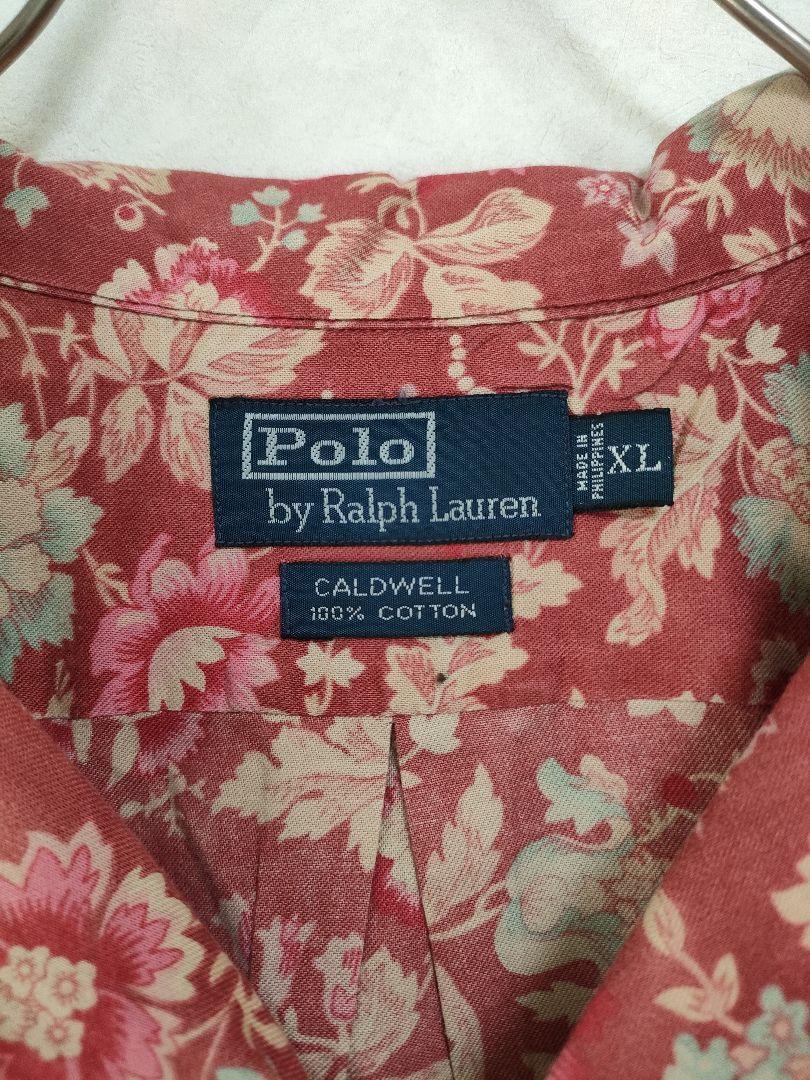 Polo
by Ralph Lauren
MADE IN
PHILIPPINES
XL
CALDWELL
100% COTTON